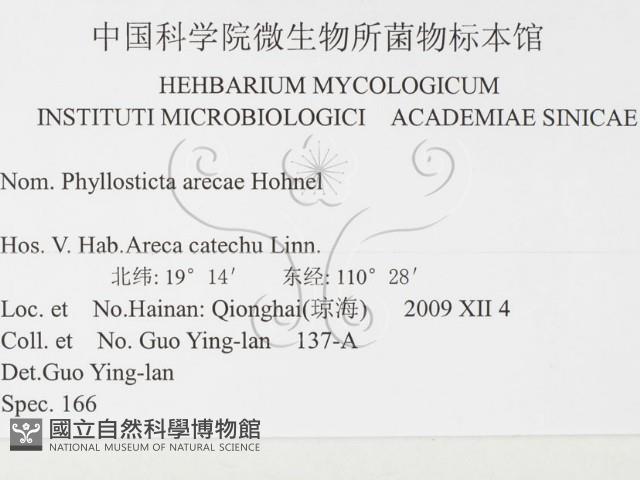 中国科学院微生物所菌物标本馆
HEHBARIUM MYCOLOGICUM
INSTITUTI MICROBIOLOGICI ACADEMIAE SINICAE
Nom. Phyllosticta arecae Hohnel
Hos. V. Hab.Areca catechu Linn.
北纬: 19° 14′ 东经: 110° 28′
Loc. et No.Hainan: Qionghai(琼海) 2009 XII 4
Coll. et No. Guo Ying-lan 137-A
Det.Guo Ying-lan
Spec. 166
國立自然科學博物館
NATIONAL MUSEUM OF NATURAL SCIENCE